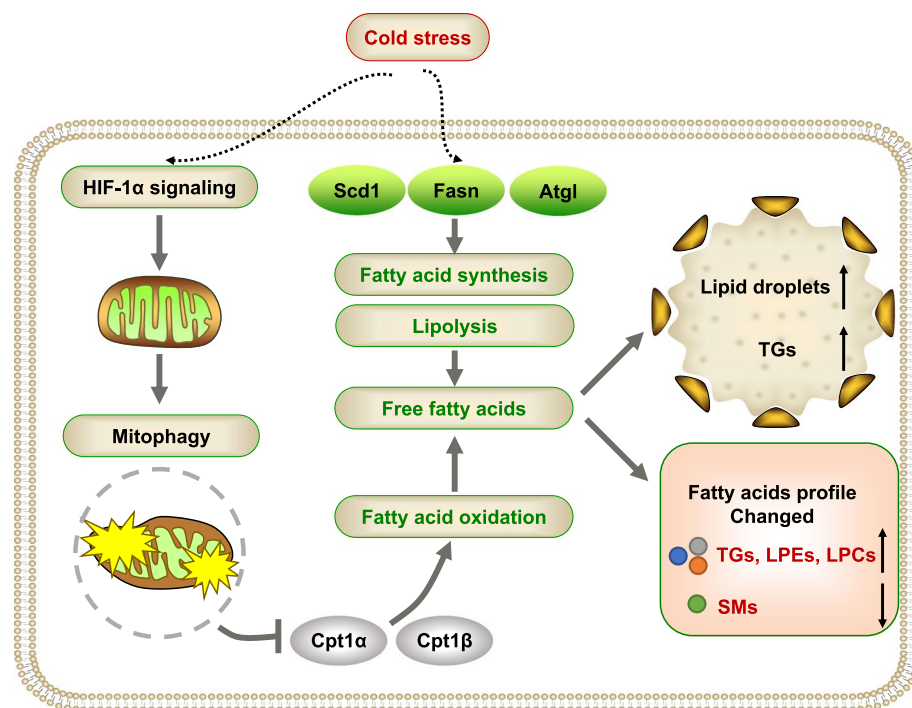 Cold stress
HIF-1α signaling
Scd1
Fasn
Atgl
Fatty acid synthesis
Lipolysis
Free fatty acids
Lipid droplets
TGs
Mitophagy
Fatty acid oxidation
Cpt1α
Cpt1β
Fatty acids profile
Changed
TGs, LPEs, LPCs
SMs